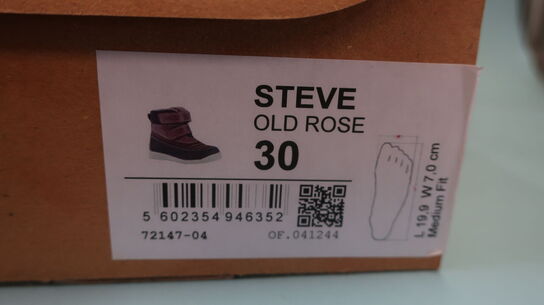 STEVE
OLD ROSE
30
5 602354 946352
72147-04
OF.041244
L 19,9 W 7,0 cm
Medium Fit